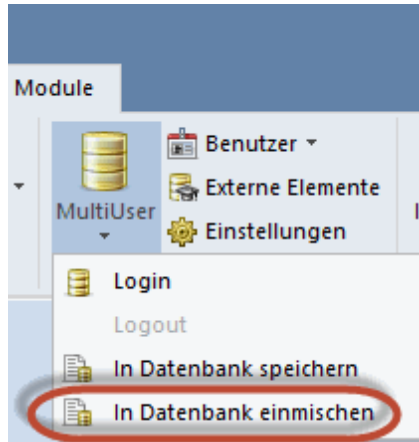 Module
MultiUser
Benutzer
Externe Elemente
Einstellungen
Login
Logout
In Datenbank speichern
In Datenbank einmischen